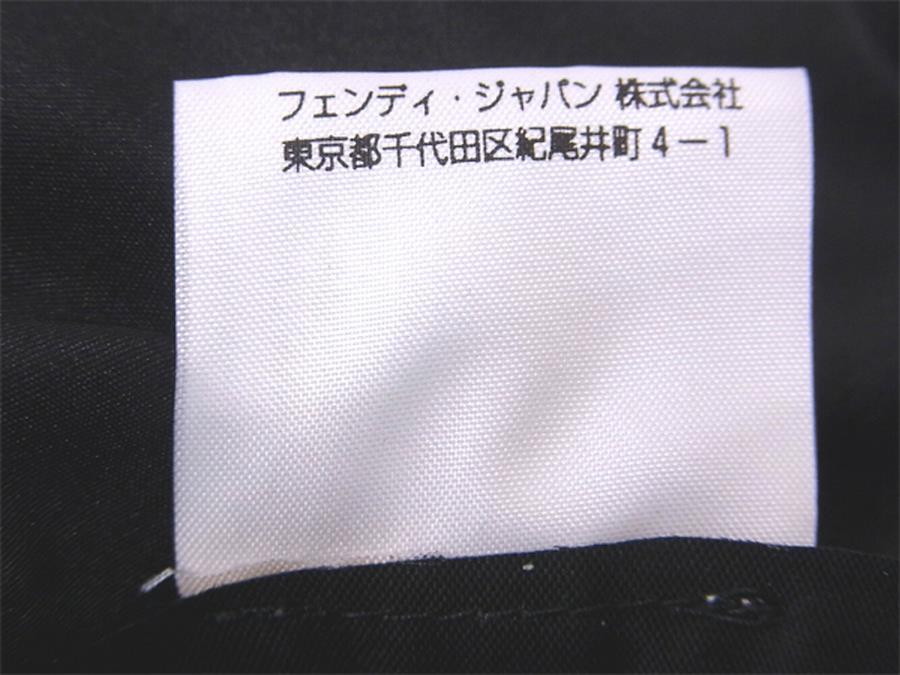 フェンディ・ジャパン 株式会社
東京都千代田区紀尾井町4ー1